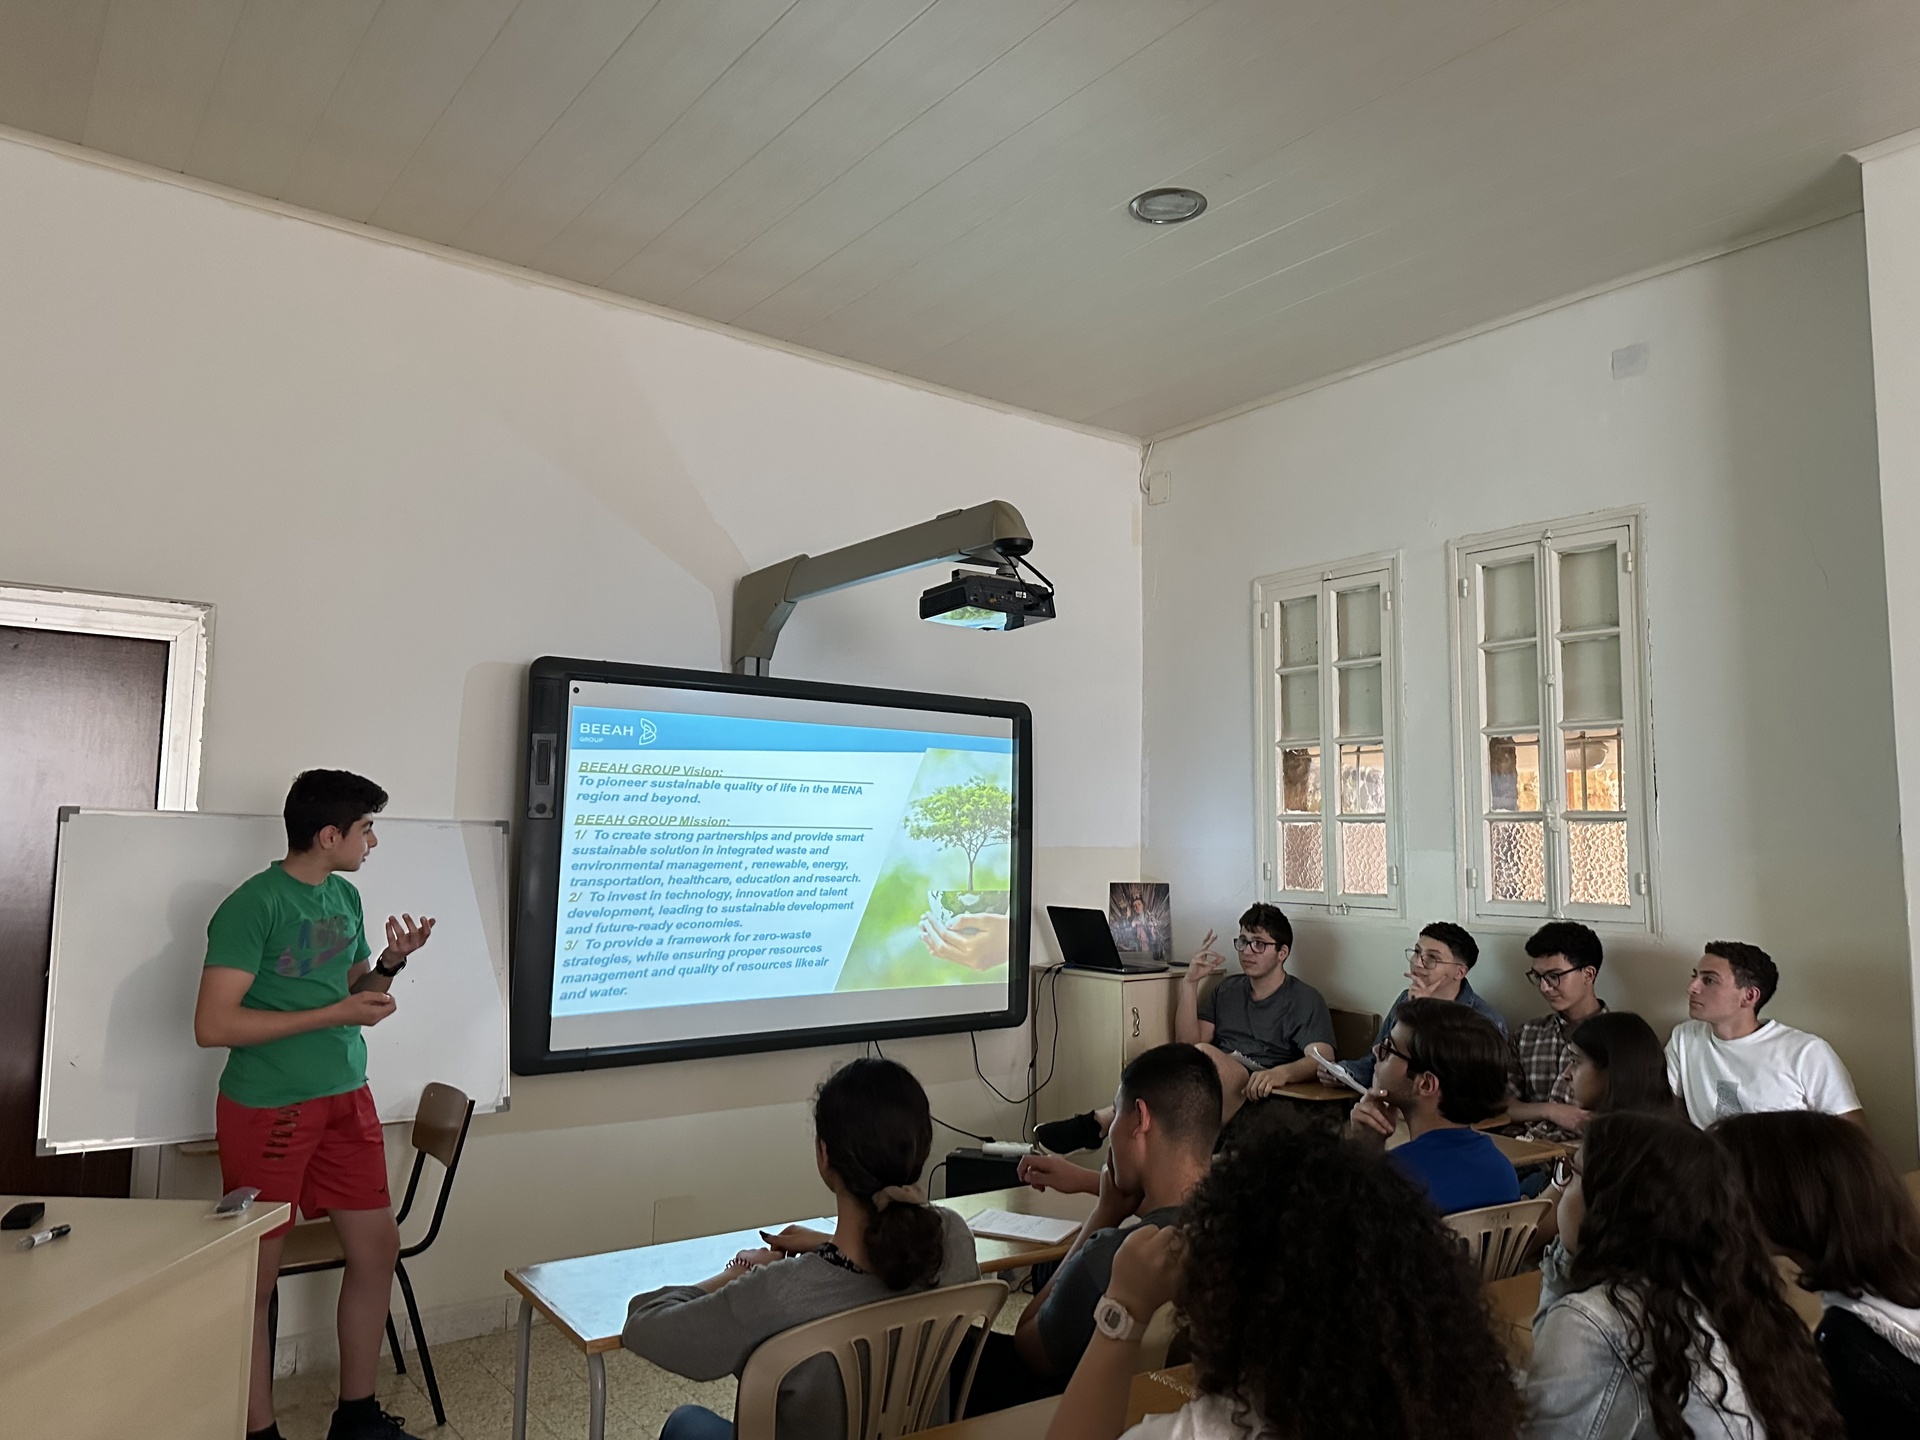 BEEAH
GROUP
BEEAH GROUP Vision:
To pioneer sustainable quality of life in the MENA
region and beyond.
BEEAH GROUP Mission:
1/ To create strong partnerships and provide smart
sustainable solution in integrated waste and
environmental management , renewable, energy,
transportation, healthcare, education and research.
2/ To invest in technology, innovation and talent
development, leading to sustainable development
and future-ready economies.
3/ To provide a framework for zero-waste
strategies, while ensuring proper resources
management and quality of resources like air
and water.